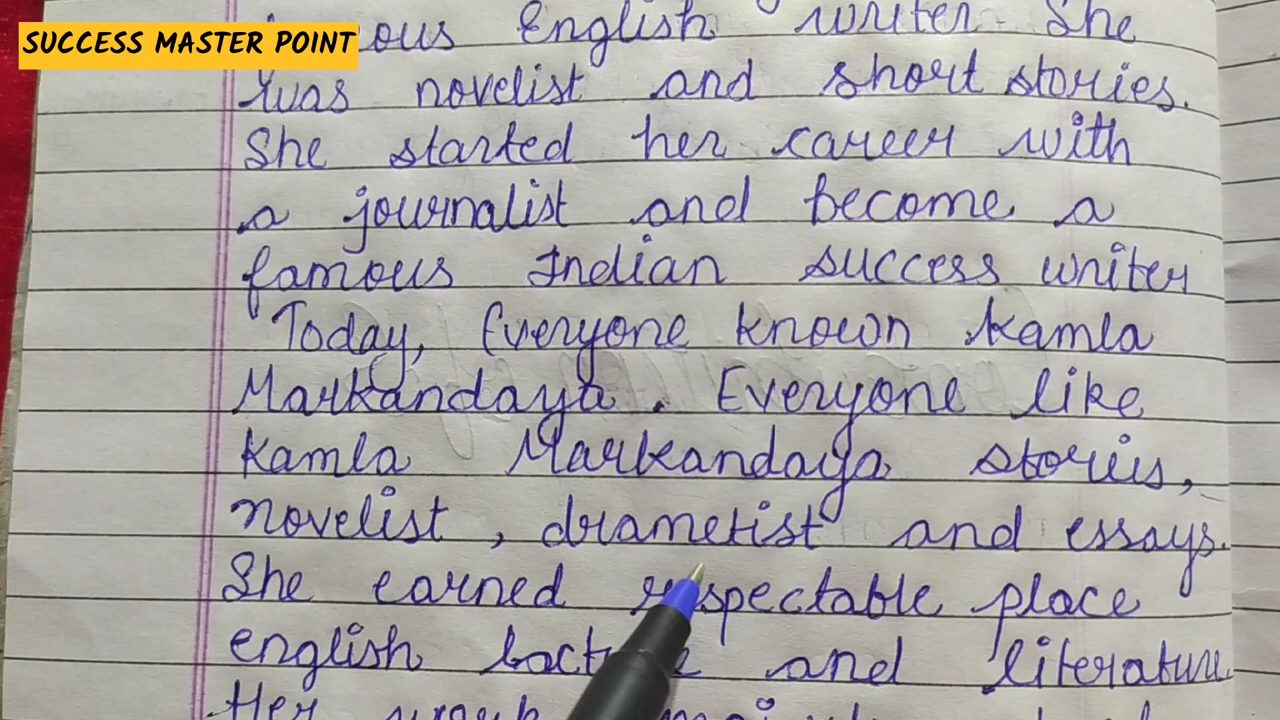 SUCCESS MASTER POINT
English writer She
was novelist and short stories.
She started her career with
a journalist and become a
famous Indian success writer
Today, Everyone known kamla
Markandaya. Everyone like
Kamla Markandaya stories,
novelist, drametist and essays.
She earned respectable place
english and literature
Her